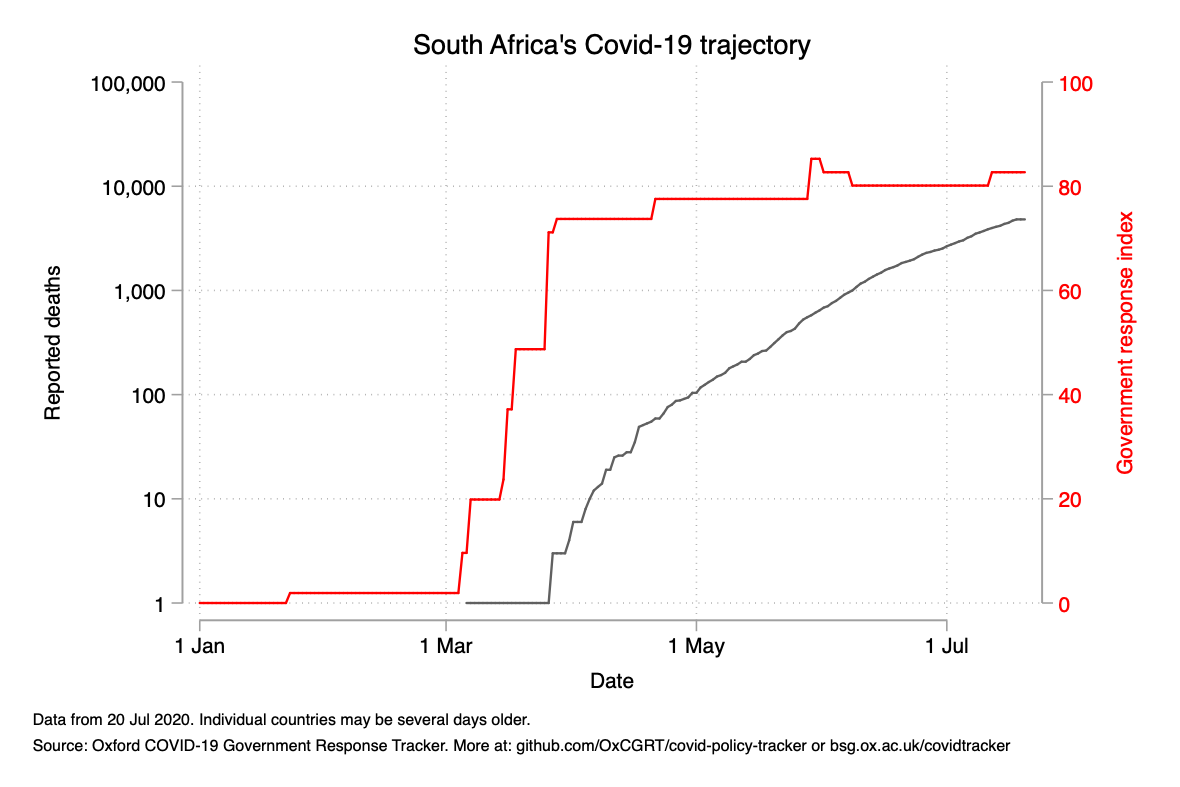 South Africa's Covid-19 trajectory
100,000
10,000
1,000
100
10
1
Reported deaths
100
80
60
40
20
0
Government response index
1 Jan
1 Mar
1 May
1 Jul
Date
Data from 20 Jul 2020. Individual countries may be several days older.
Source: Oxford COVID-19 Government Response Tracker. More at: github.com/OxCGRT/covid-policy-tracker or bsg.ox.ac.uk/covidtracker